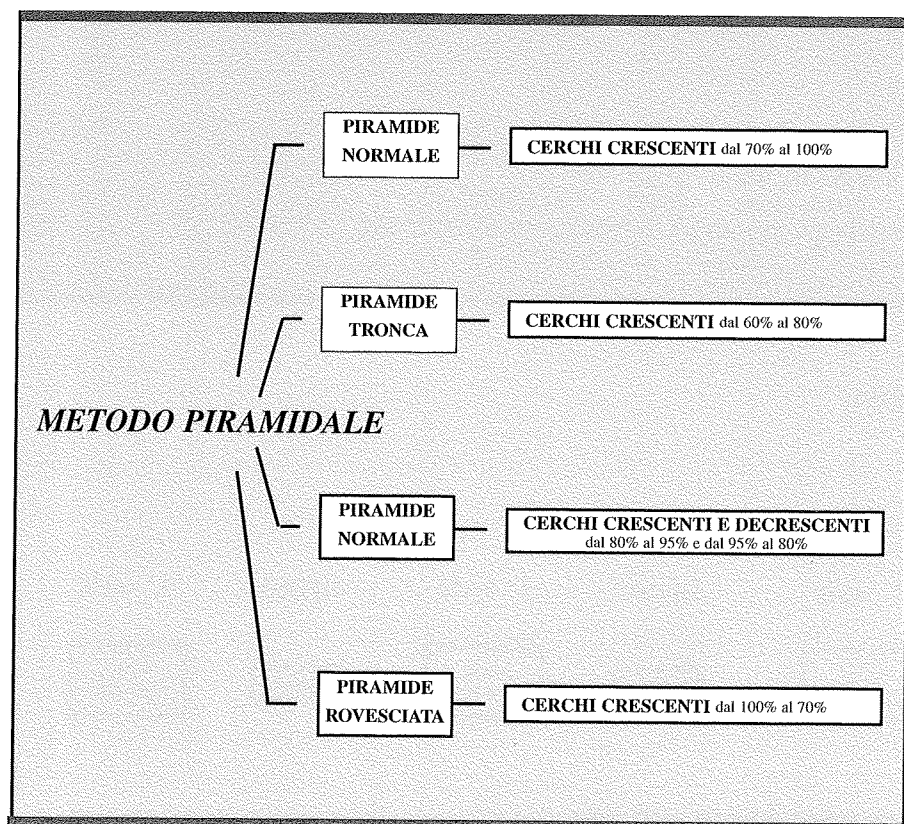 PIRAMIDE
NORMALE
CERCHI CRESCENTI dal 70% al 100%
PIRAMIDE
TRONCA
CERCHI CRESCENTI dal 60% al 80%
METODO PIRAMIDALE
PIRAMIDE
NORMALE
CERCHI CRESCENTI E DECRESCENTI
dal 80% al 95% e dal 95% al 80%
PIRAMIDE
ROVESCIATA
CERCHI CRESCENTI dal 100% al 70%